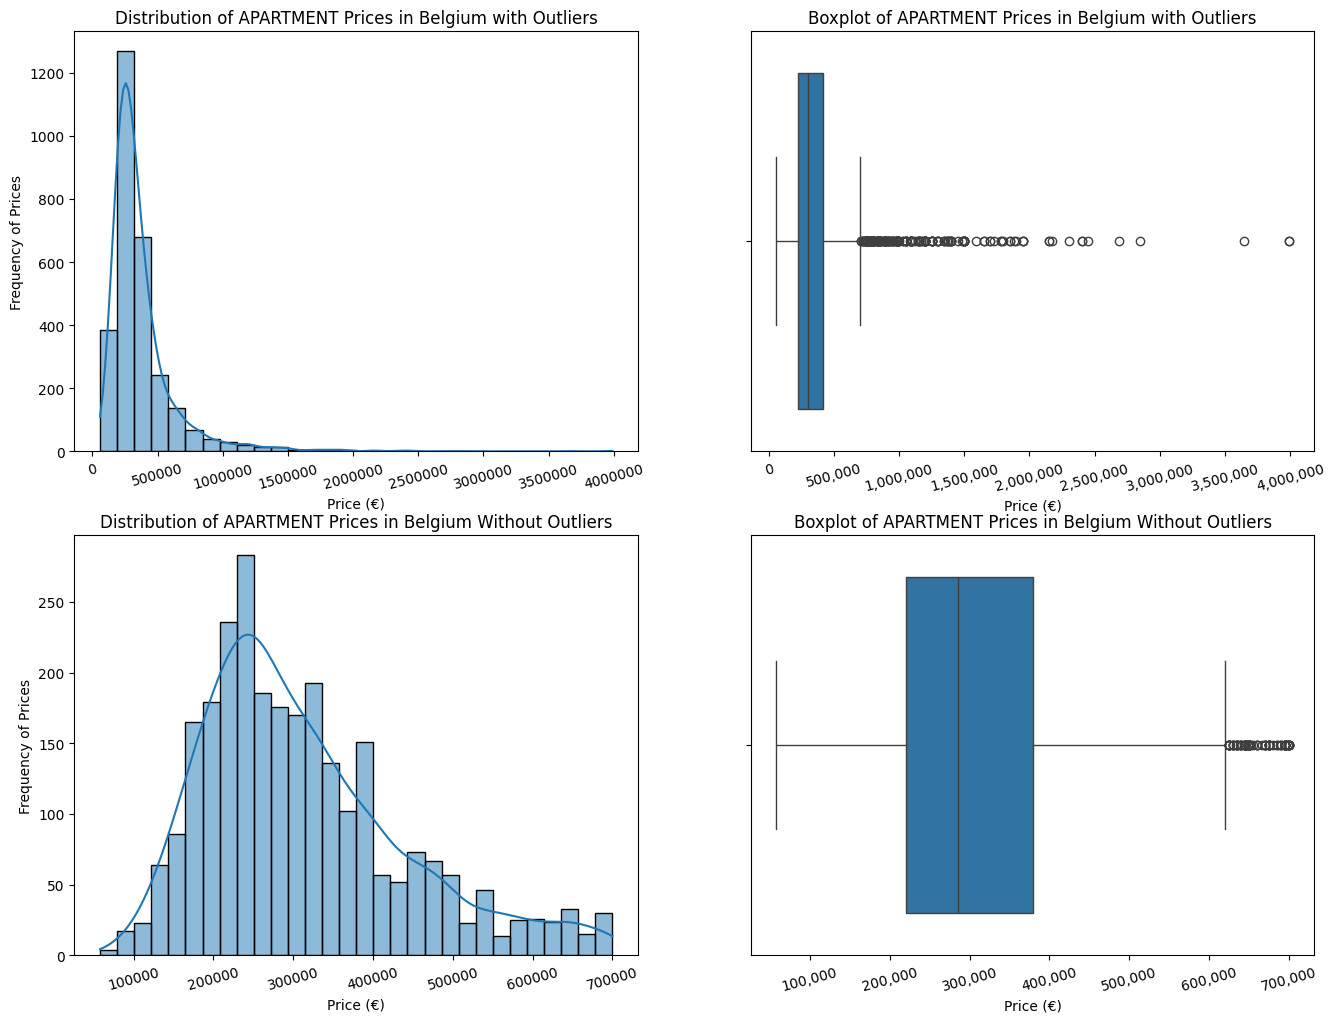 Distribution of APARTMENT Prices in Belgium with Outliers
Frequency of Prices
1200
1000
800
600
400
200
0
0 500000 1000000 1500000 2000000 2500000 3000000 3500000 4000000
Price (€)
Boxplot of APARTMENT Prices in Belgium with Outliers
0 500,000 1,000,000 1,500,000 2,000,000 2,500,000 3,000,000 3,500,000 4,000,000
Price (€)
Distribution of APARTMENT Prices in Belgium Without Outliers
Frequency of Prices
250
200
150
100
50
0
100000 200000 300000 400000 500000 600000 700000
Price (€)
Boxplot of APARTMENT Prices in Belgium Without Outliers
100,000 200,000 300,000 400,000 500,000 600,000 700,000
Price (€)